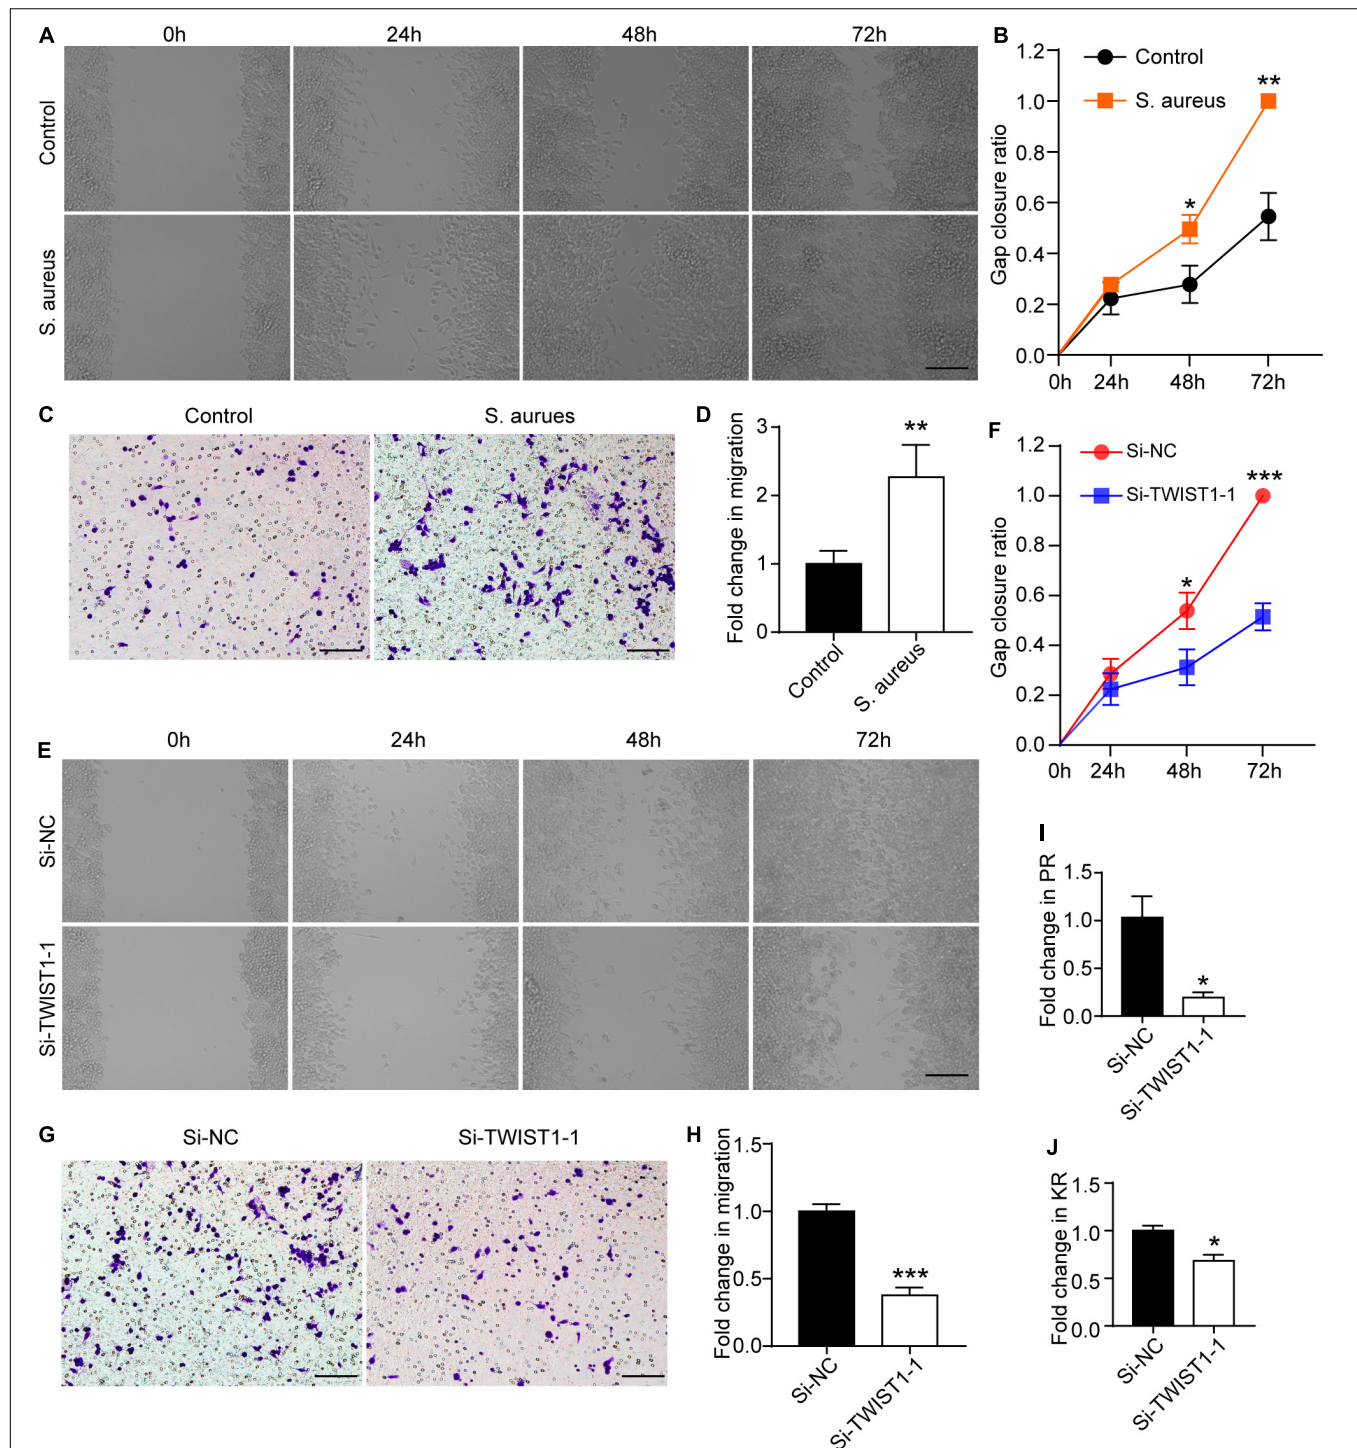 A
0h 24h 48h 72h
Control
S. aureus
B
Control
S. aureus
Gap closure ratio
1.2
1.0
0.8
0.6
0.4
0.2
0.0
**
*
0h 24h 48h 72h
C
Control S. aurues
D
Fold change in migration
3
2
1
0
**
Control S. aureus
F
Si-NC
Si-TWIST1-1
Gap closure ratio
1.2
1.0
0.8
0.6
0.4
0.2
0.0
***
*
0h 24h 48h 72h
E
0h 24h 48h 72h
Si-NC
Si-TWIST1-1
I
Fold change in PR
1.5
1.0
0.5
0.0
*
Si-NC Si-TWIST1-1
G
Si-NC Si-TWIST1-1
H
Fold change in migration
1.5
1.0
0.5
0.0
***
Si-NC Si-TWIST1-1
J
Fold change in KR
1.5
1.0
0.5
0.0
*
Si-NC Si-TWIST1-1